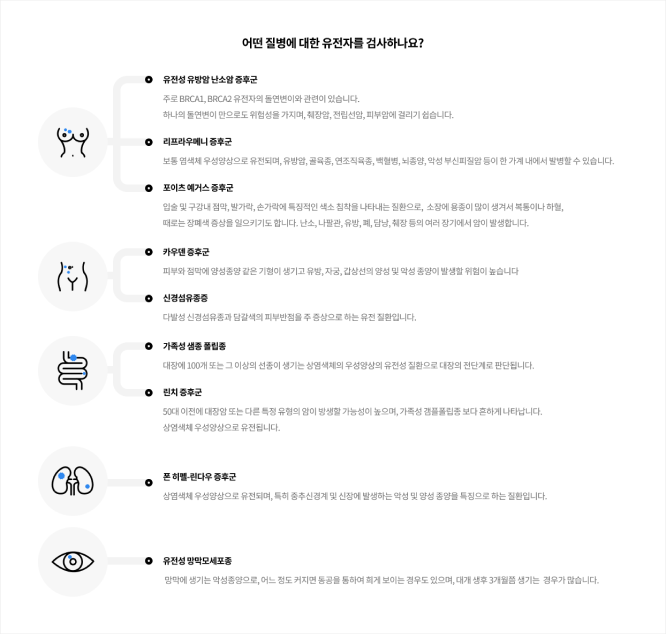 어떤 질병에 대한 유전자를 검사하나요?
유전성 유방암 난소암 증후군
주로 BRCA1, BRCA2 유전자의 돌연변이와 관련이 있습니다.
하나의 돌연변이 만으로도 위험성을 가지며, 췌장암, 전립선암, 피부암에 걸리기 쉽습니다.
리프라우메니 증후군
보통 염색체 우성양상으로 유전되며, 유방암, 골육종, 연조직육종, 백혈병, 뇌종양, 악성 부신피질암 등이 한 가계 내에서 발병할 수 있습니다.
포이츠 예거스 증후군
입술 및 구강내 점막, 발가락, 손가락에 특징적인 색소 침착을 나타내는 질환으로, 소장에 용종이 많이 생겨서 복통이나 하혈,
때로는 장폐색 증상을 일으키기도 합니다. 난소, 나팔관, 유방, 폐, 담낭, 췌장 등의 여러 장기에서 암이 발생합니다.
카우덴 증후군
피부와 점막에 양성종양 같은 기형이 생기고 유방, 자궁, 갑상선의 양성 및 악성 종양이 발생할 위험이 높습니다
신경섬유종증
다발성 신경섬유종과 담갈색의 피부반점을 주 증상으로 하는 유전 질환입니다.
가족성 샘종 폴립종
대장에 100개 또는 그 이상의 선종이 생기는 상염색체의 우성양상의 유전성 질환으로 대장의 전단계로 판단됩니다.
린치 증후군
50대 이전에 대장암 또는 다른 특정 유형의 암이 발생할 가능성이 높으며, 가족성 캠플폴립종 보다 흔하게 나타납니다.
상염색체 우성양상으로 유전됩니다.
폰 히펠-린다우 증후군
상염색체 우성양상으로 유전되며, 특히 중추신경계 및 신장에 발생하는 악성 및 양성 종양을 특징으로 하는 질환입니다.
유전성 망막모세포종
망막에 생기는 악성종양으로, 어느 정도 커지면 동공을 통하여 희게 보이는 경우도 있으며, 대개 생후 3개월쯤 생기는 경우가 많습니다.